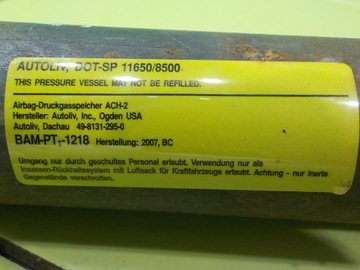 AUTOLIV, DOT-SP 11650/8500
THIS PRESSURE VESSEL MAY NOT BE REFILLED.
Airbag-Druckgasspeicher ACH-2
Hersteller: Autoliv, Inc., Ogden USA
Autoliv, Dachau 49-8131-295-0
BAM-PT₁-1218 Herstellung: 2007, BC
Umgang nur durch geschultes Personal erlaubt. Verwendung nur als
Insassen-Rückhaltesystem mit Luftsack für Kraftfahrzeuge erlaubt. Achtung - nur inerte
Gegenstände verschrotten.